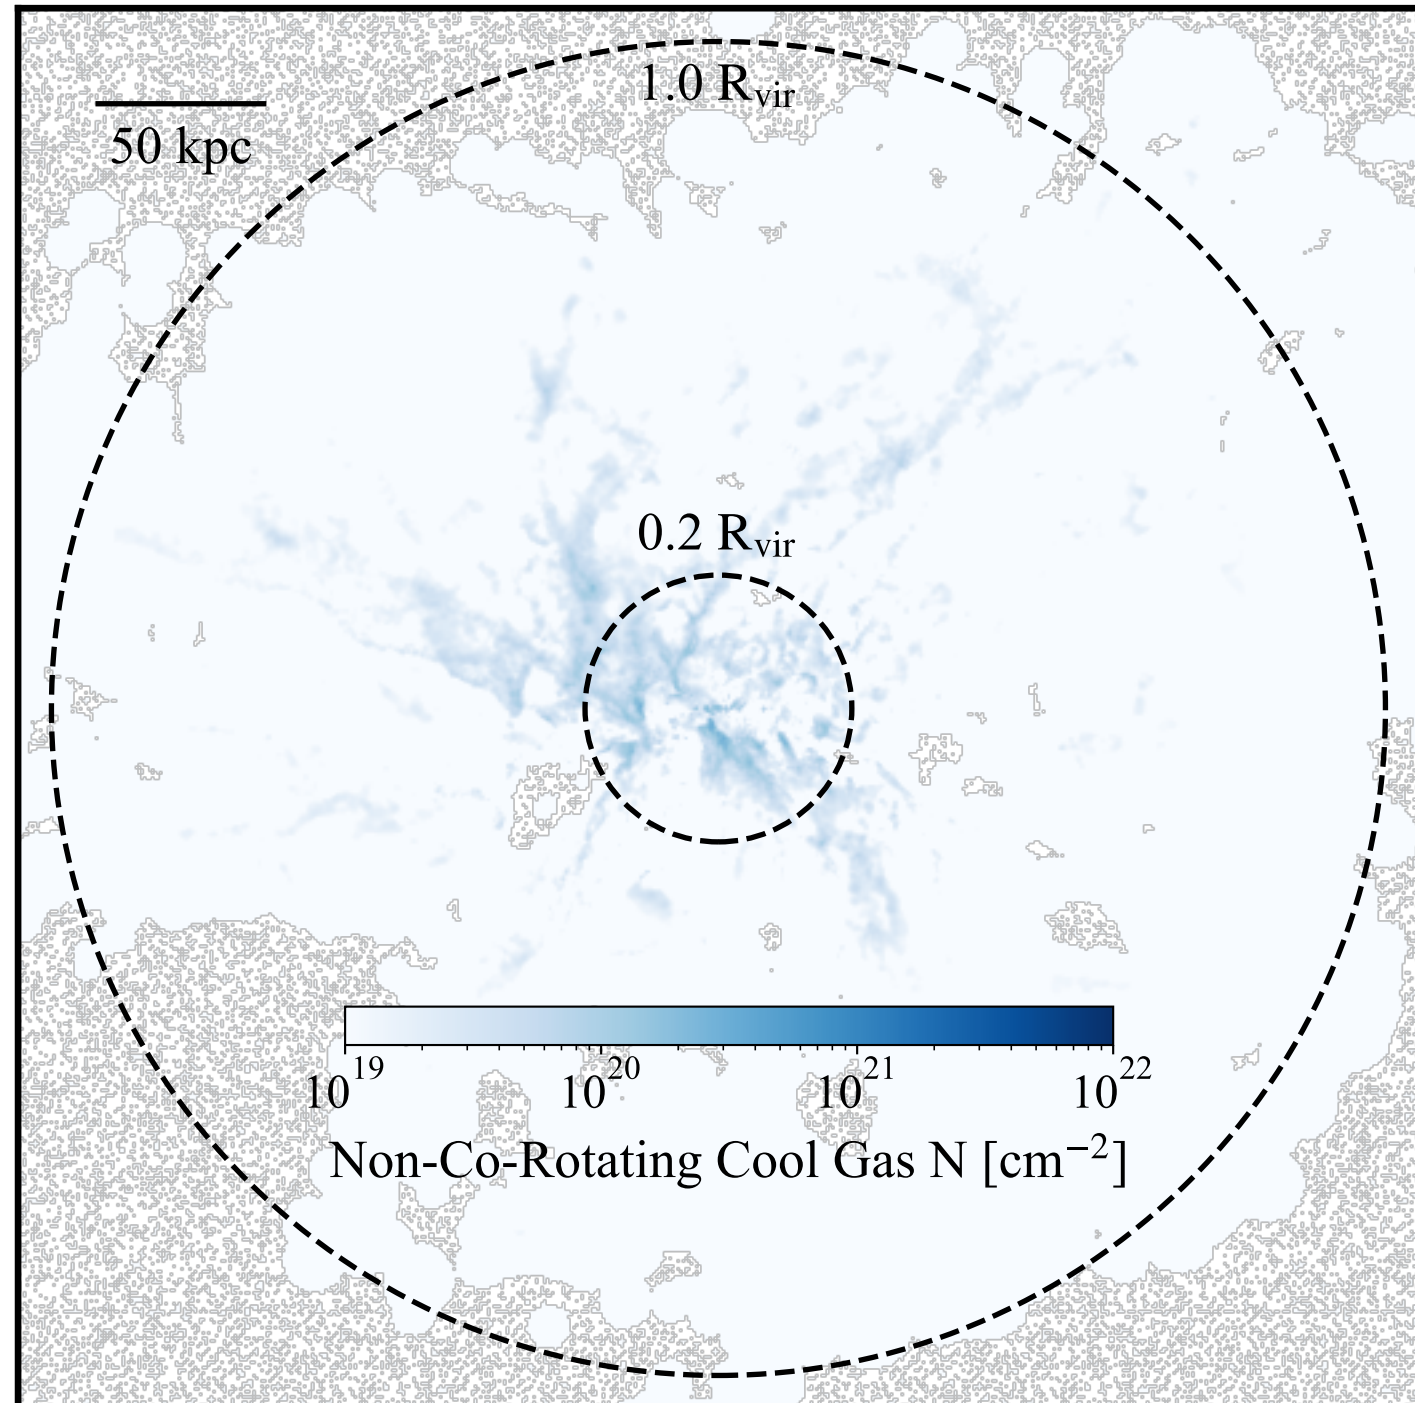 1.0 R_vir
50 kpc
0.2 R_vir
10^19 10^20 10^21 10^22
Non-Co-Rotating Cool Gas N [cm^−2]